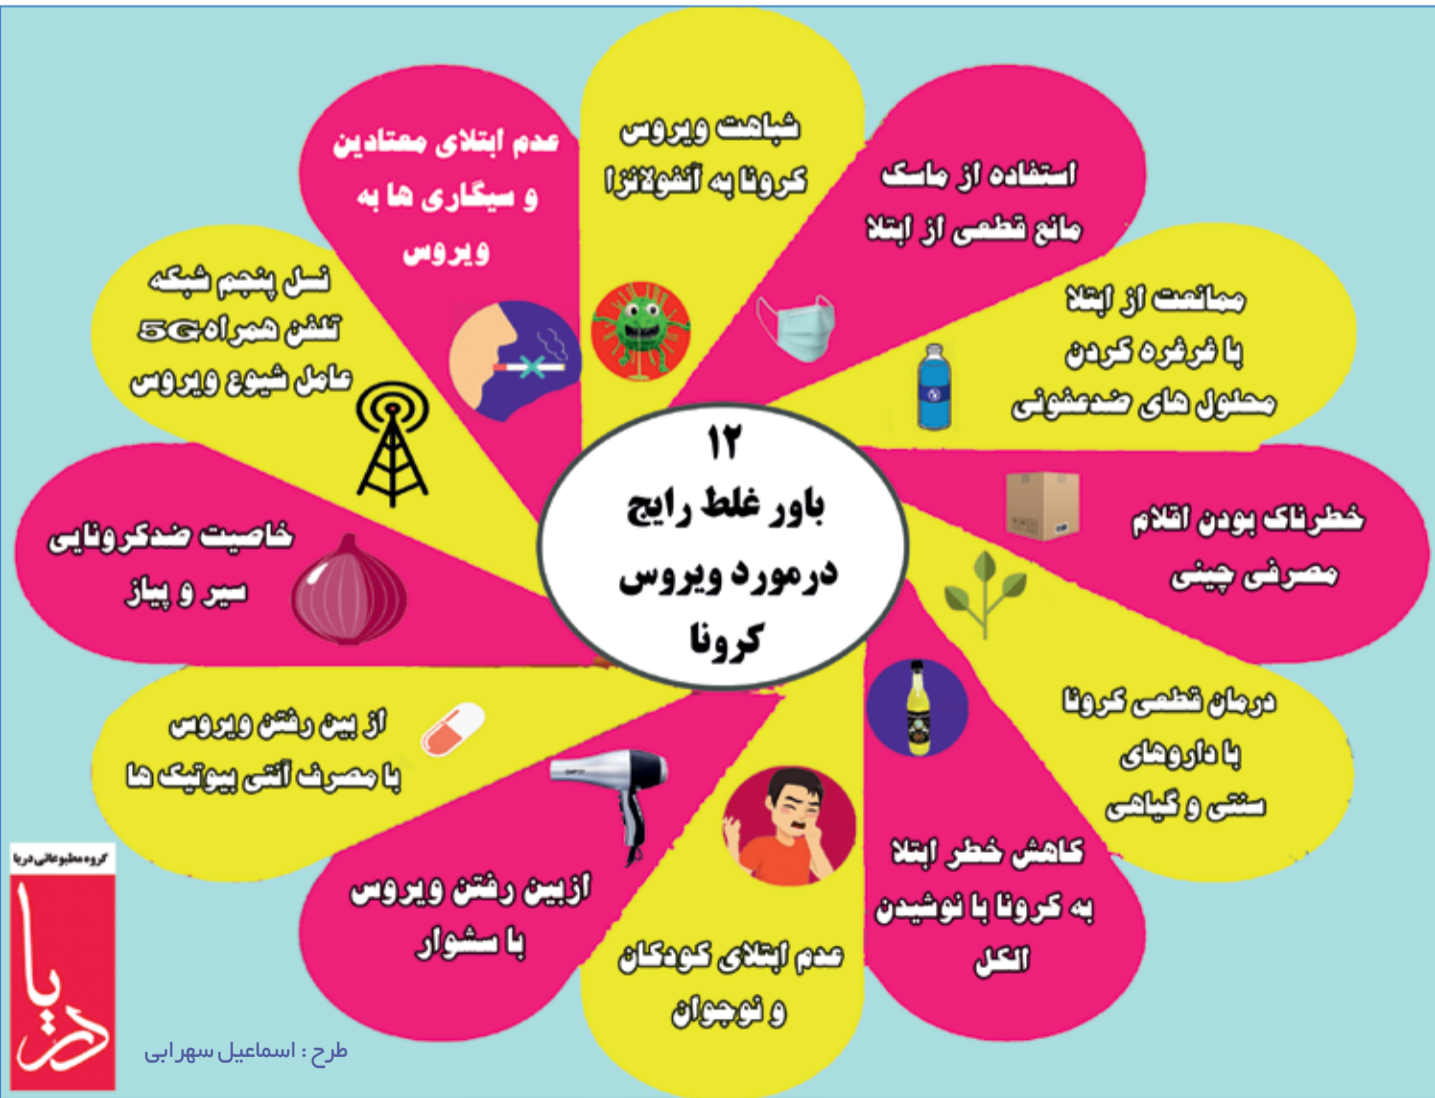 ۱۲
باور غلط رایج
درمورد ویروس
کرونا
شباهت ویروس
کرونا به آنفولانزا
استفاده از ماسک
مانع قطعی از ابتلا
ممانعت از ابتلا
با غرغره کردن
محلول های ضدعفونی
خطرناک بودن اقلام
مصرفی چینی
درمان قطعی کرونا
با داروهای
سنتی و گیاهی
کاهش خطر ابتلا
به کرونا با نوشیدن
الکل
عدم ابتلای کودکان
و نوجوان
ازبین رفتن ویروس
با سشوار
از بین رفتن ویروس
با مصرف آنتی بیوتیک ها
خاصیت ضدکرونایی
سیر و پیاز
نسل پنجم شبکه
تلفن همراه 5G
عامل شیوع ویروس
عدم ابتلای معتادین
و سیگاری ها به
ویروس
گروه مطبوعاتی دریا
دریا
طرح : اسماعیل سهرابی